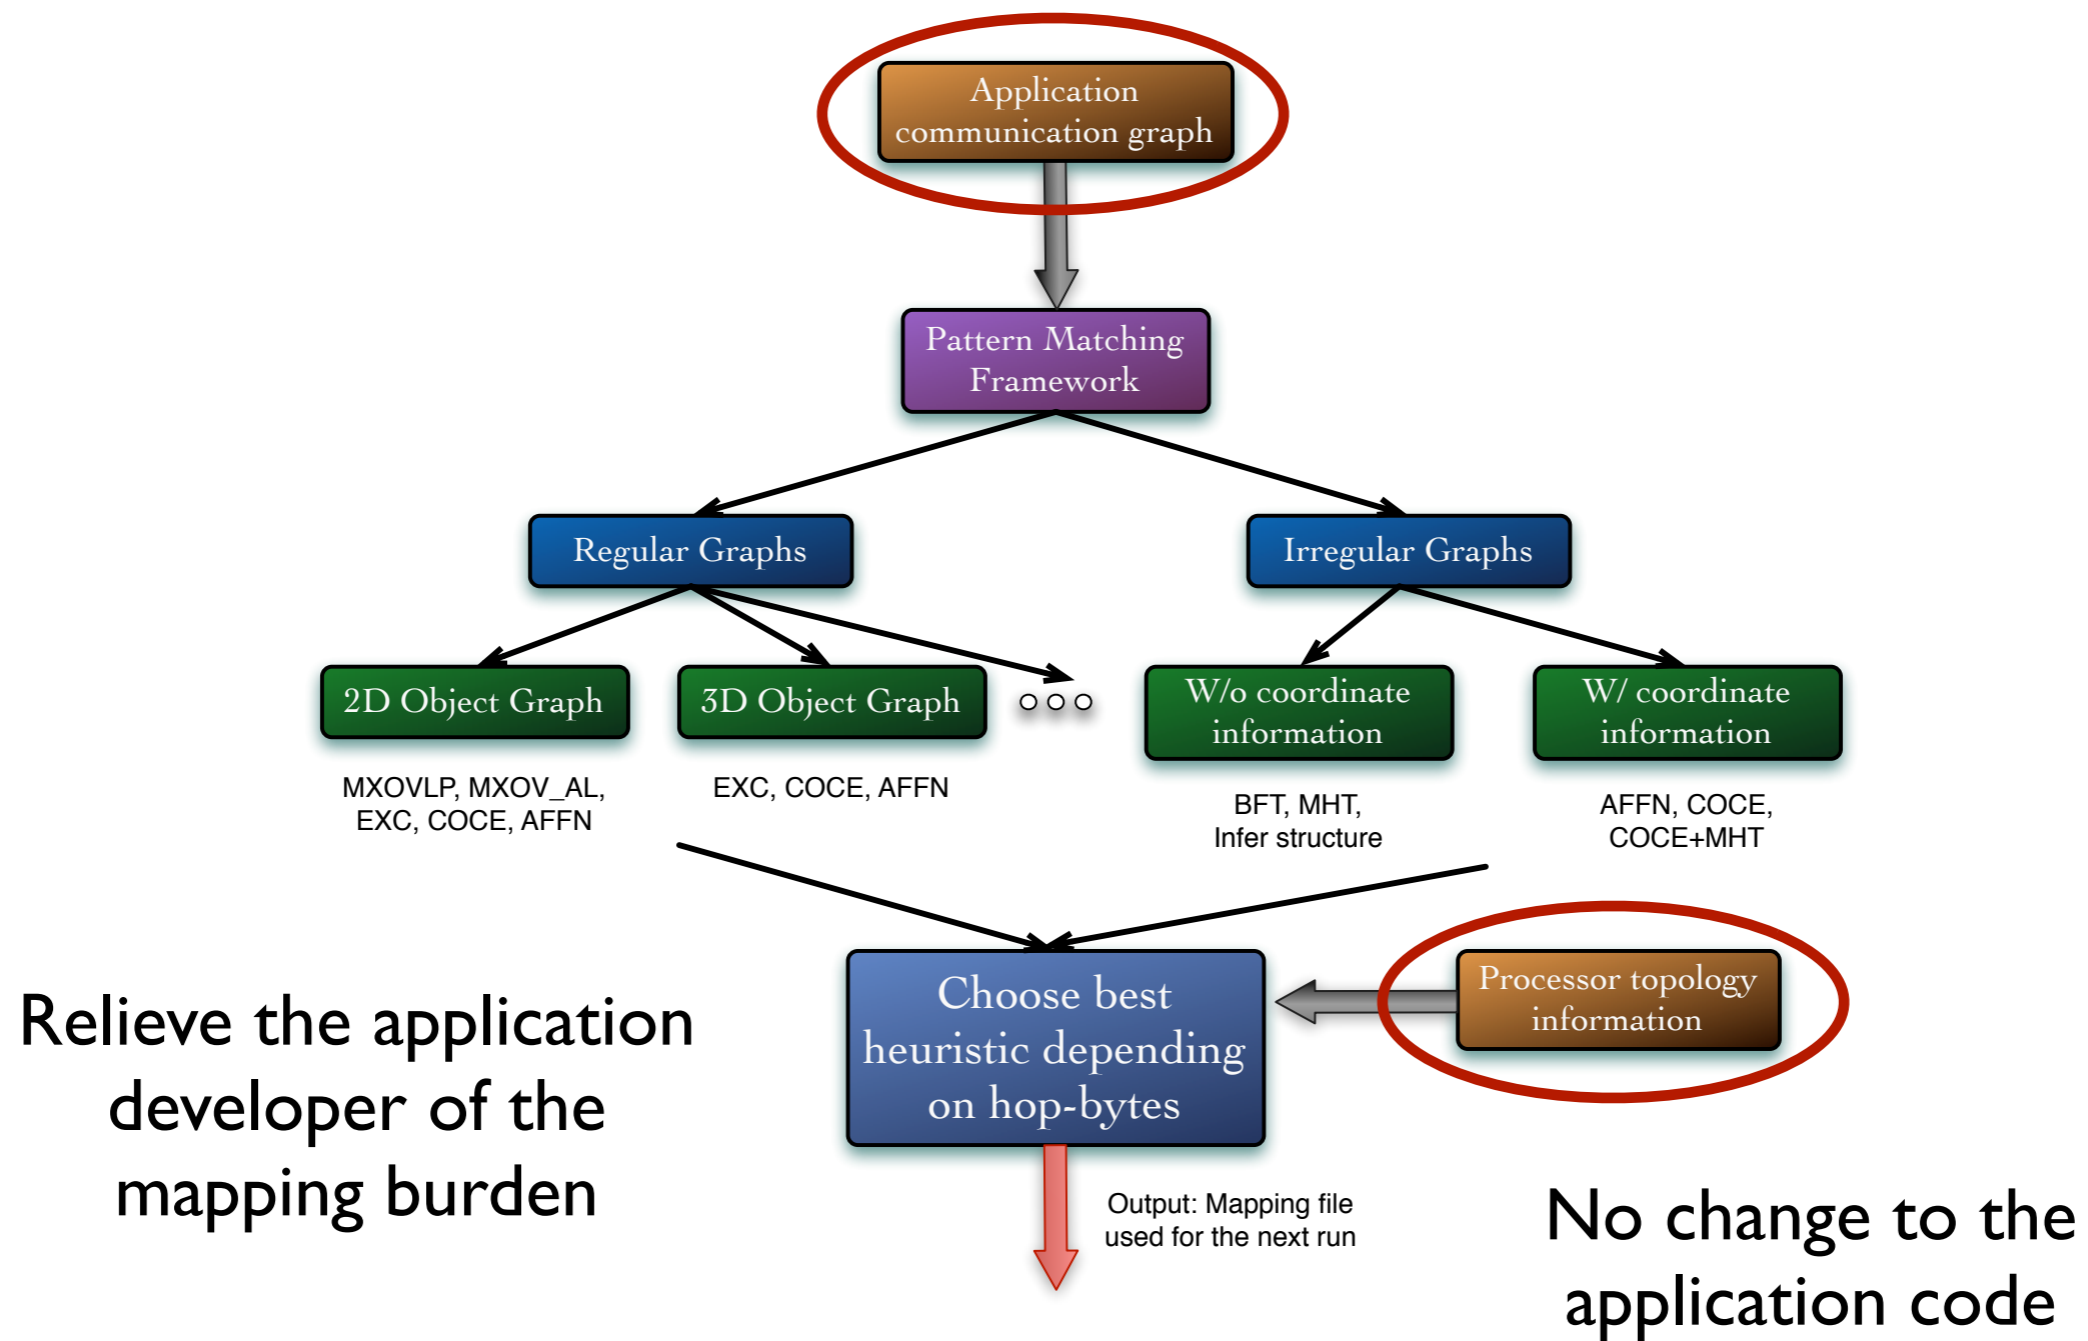 Application
communication graph
Pattern Matching
Framework
Regular Graphs
Irregular Graphs
2D Object Graph
3D Object Graph
W/o coordinate
information
W/ coordinate
information
MXOVLP, MXOV_AL,
EXC, COCE, AFFN
EXC, COCE, AFFN
BFT, MHT,
Infer structure
AFFN, COCE,
COCE+MHT
Choose best
heuristic depending
on hop-bytes
Processor topology
information
Relieve the application
developer of the
mapping burden
Output: Mapping file
used for the next run
No change to the
application code